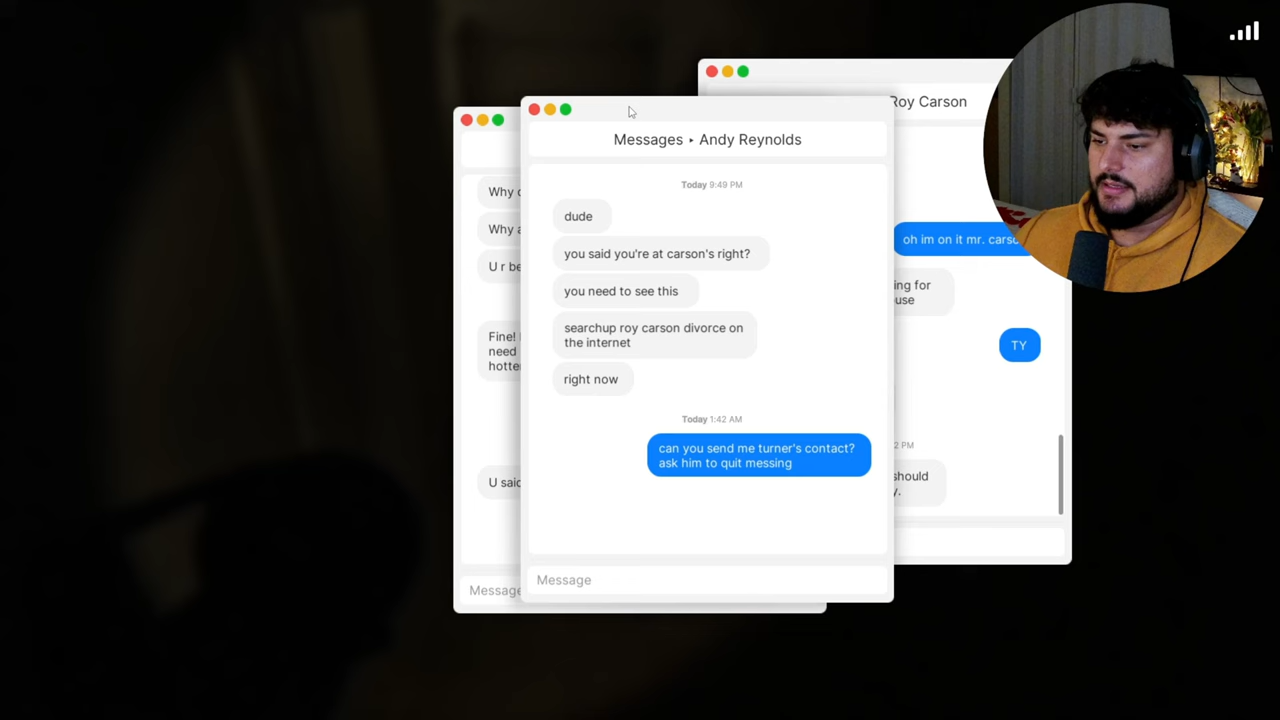 Messages ▸ Andy Reynolds
Today 9:49 PM
dude
you said you're at carson's right?
you need to see this
searchup roy carson divorce on
the internet
right now
Today 1:42 AM
can you send me turner's contact?
ask him to quit messing
Message
Why
Why
U r
Fine!
need
U said
Message
Roy Carson
oh im on it mr.
for
TY
PM
should